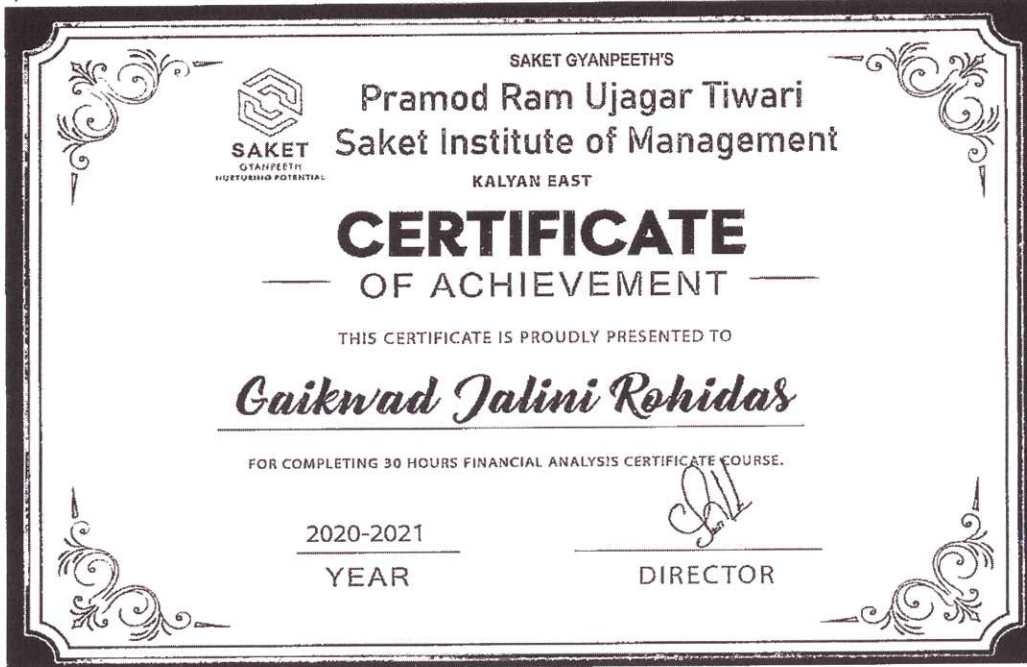 SAKET GYANPEETH'S
Pramod Ram Ujagar Tiwari
Saket Institute of Management
SAKET
GYANPEETH
NURTURING POTENTIAL
KALYAN EAST
CERTIFICATE
OF ACHIEVEMENT
THIS CERTIFICATE IS PROUDLY PRESENTED TO
Gaikwad Jalini Rohidas
FOR COMPLETING 30 HOURS FINANCIAL ANALYSIS CERTIFICATE COURSE.
2020-2021
YEAR
DIRECTOR